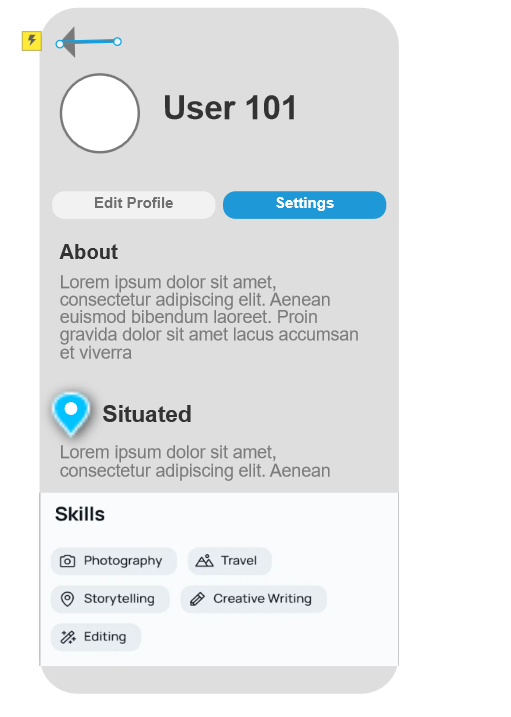 User 101
Edit Profile
Settings
About
Lorem ipsum dolor sit amet,
consectetur adipiscing elit. Aenean
euismod bibendum laoreet. Proin
gravida dolor sit amet lacus accumsan
et viverra
Situated
Lorem ipsum dolor sit amet,
consectetur adipiscing elit. Aenean
Skills
Photography
Travel
Storytelling
Creative Writing
Editing